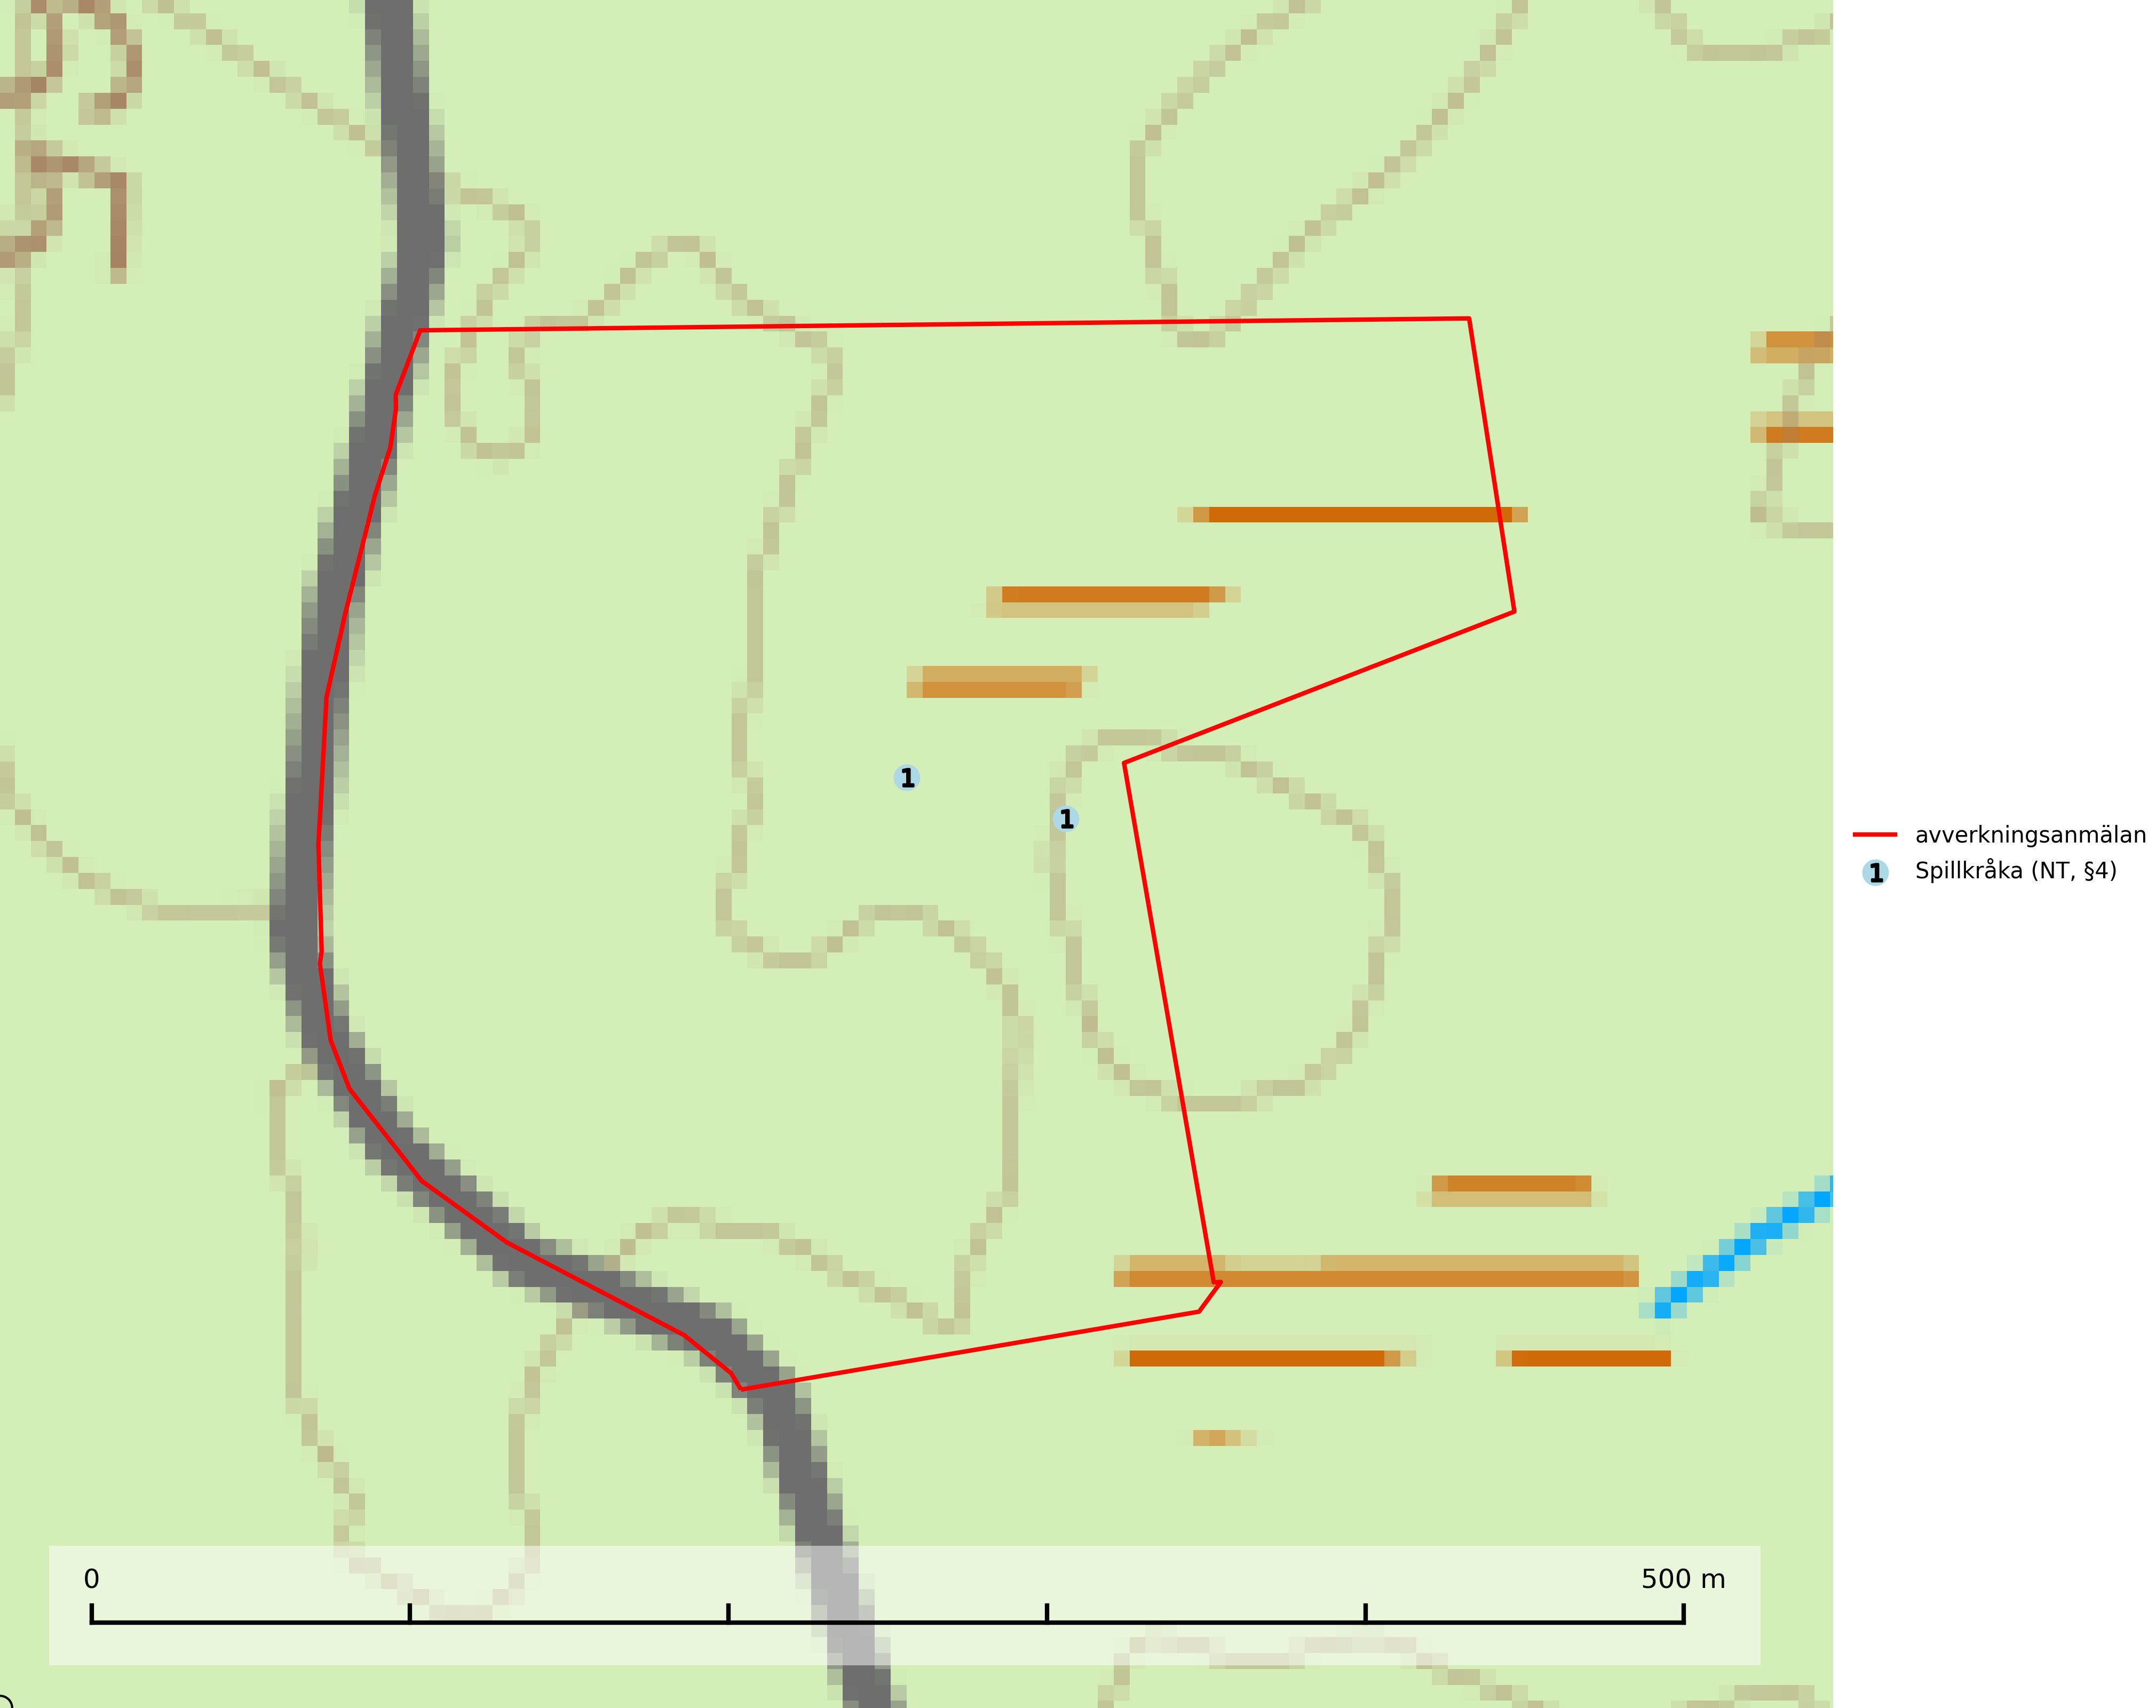 1
1
avverkningsanmälan
1 Spillkråka (NT, §4)
0 500 m